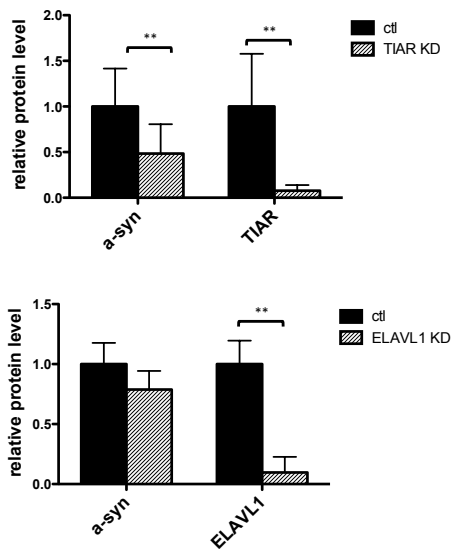 relative protein level
2.0
1.5
1.0
0.5
0.0
**
**
a-syn
TIAR
ctl
TIAR KD
relative protein level
1.5
1.0
0.5
0.0
**
a-syn
ELAVL1
ctl
ELAVL1 KD